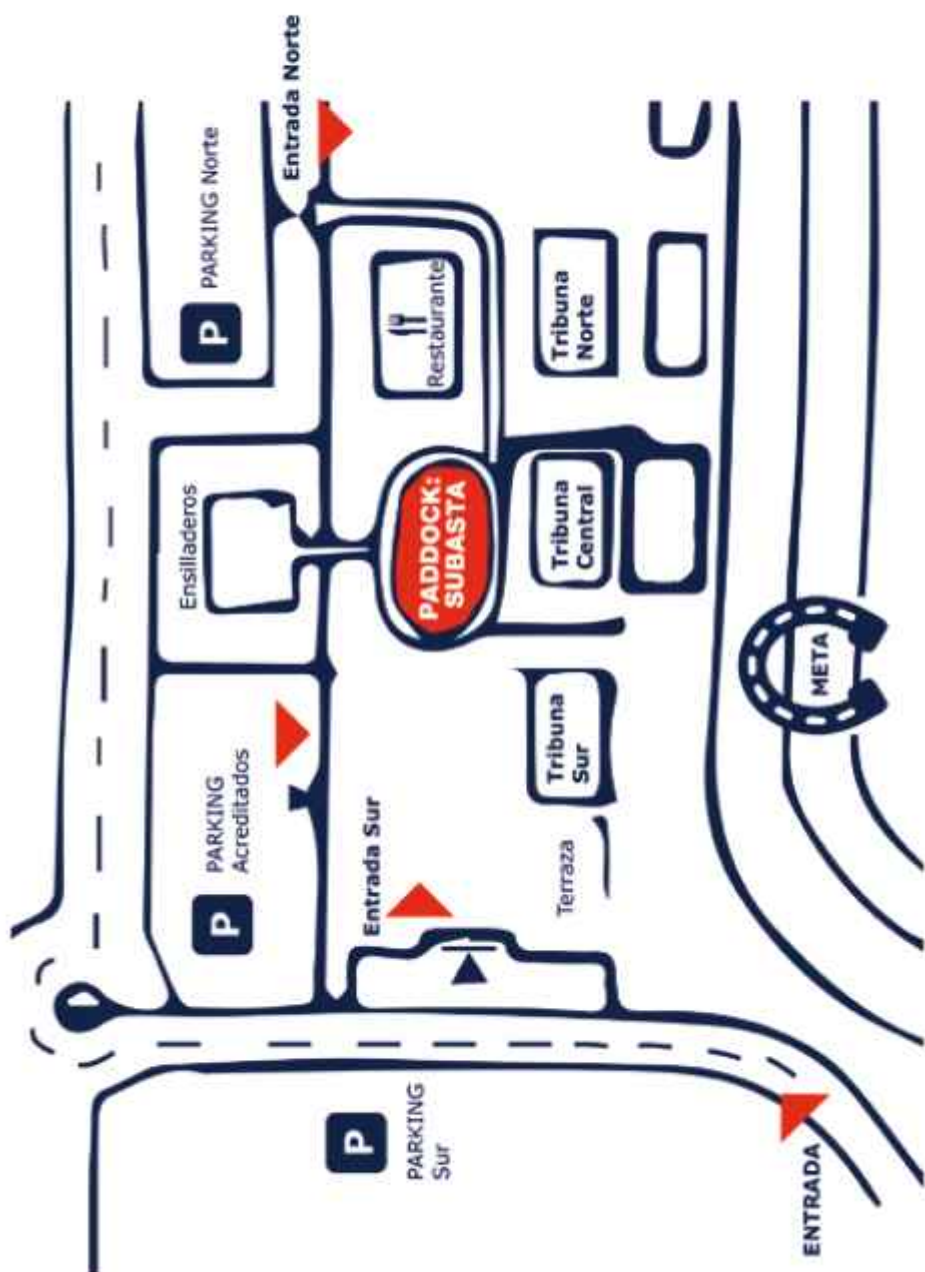 Ensilladeros
P
PARKING
Acreditados
P
PARKING Norte
Entrada Norte
P
PARKING
Sur
Entrada Sur
PADDOCK:
SUBASTA
Restaurante
Terraza
Tribuna
Sur
Tribuna
Central
Tribuna
Norte
ENTRADA
META